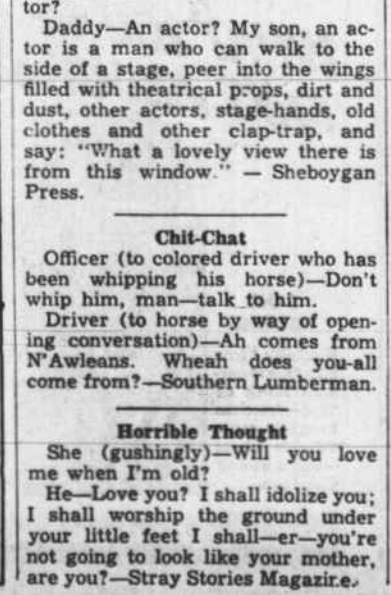 tor?
Daddy—An actor? My son, an ac-
tor is a man who can walk to the
side of a stage, peer into the wings
filled with theatrical props, dirt and
dust, other actors, stage-hands, old
clothes and other clap-trap, and
say: "What a lovely view there is
from this window." — Sheboygan
Press.
Chit-Chat
Officer (to colored driver who has
been whipping his horse)—Don't
whip him, man—talk to him.
Driver (to horse by way of open-
ing conversation)—Ah comes from
N'Awleans. Wheah does you-all
come from?—Southern Lumberman.
Horrible Thought
She (gushingly)—Will you love
me when I'm old?
He—Love you? I shall idolize you;
I shall worship the ground under
your little feet I shall—er—you're
not going to look like your mother,
are you?—Stray Stories Magazine.